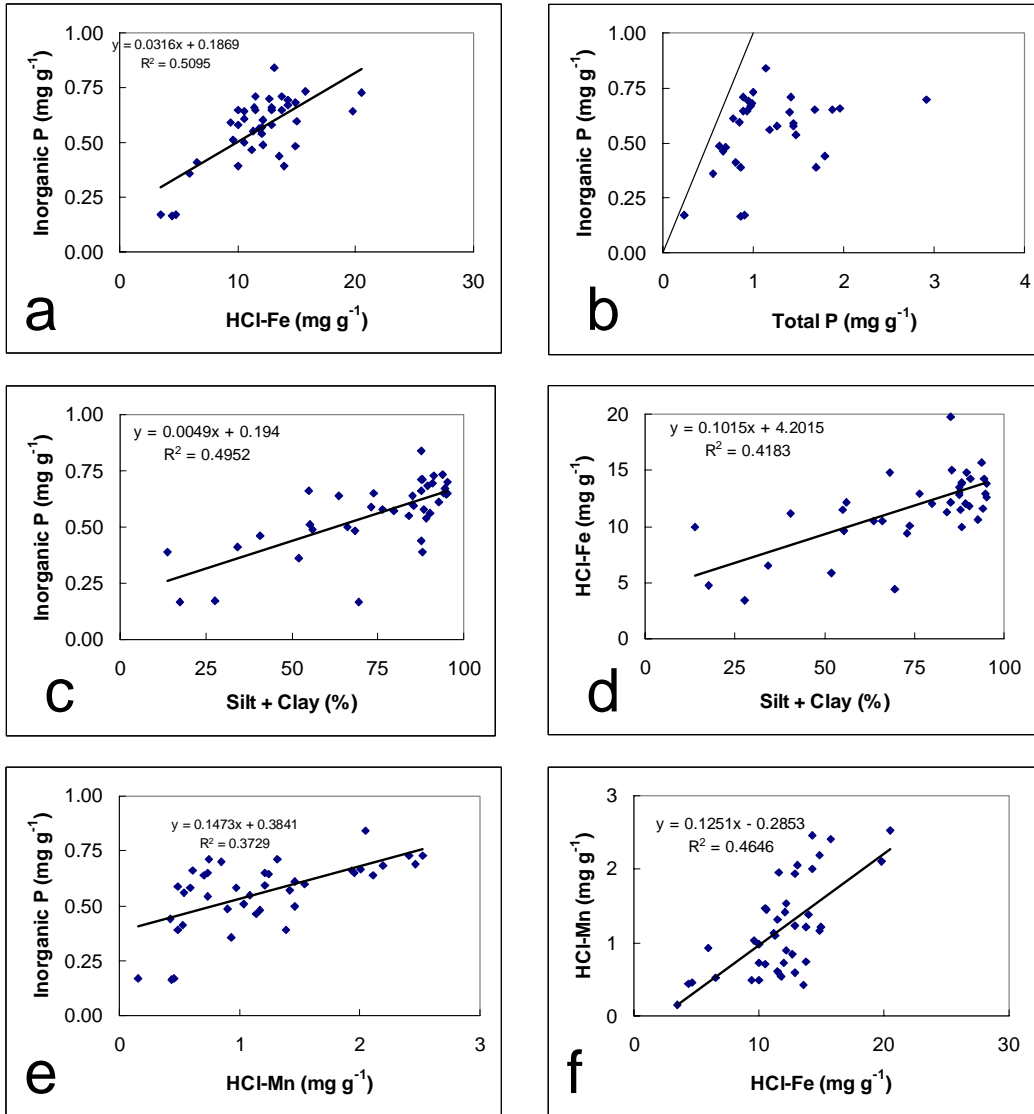 y = 0.0316x + 0.1869
R² = 0.5095
1.00
0.75
0.50
0.25
0.00
0 10 20 30
Inorganic P (mg g⁻¹)
HCl-Fe (mg g⁻¹)
a
1.00
0.75
0.50
0.25
0.00
0 1 2 3 4
Inorganic P (mg g⁻¹)
Total P (mg g⁻¹)
b
y = 0.0049x + 0.194
R² = 0.4952
1.00
0.75
0.50
0.25
0.00
0 25 50 75 100
Inorganic P (mg g⁻¹)
Silt + Clay (%)
c
y = 0.1015x + 4.2015
R² = 0.4183
20
15
10
5
0
0 25 50 75 100
HCl-Fe (mg g⁻¹)
Silt + Clay (%)
d
y = 0.1473x + 0.3841
R² = 0.3729
1.00
0.75
0.50
0.25
0.00
0 1 2 3
Inorganic P (mg g⁻¹)
HCl-Mn (mg g⁻¹)
e
y = 0.1251x - 0.2853
R² = 0.4646
3
2
1
0
0 10 20 30
HCl-Mn (mg g⁻¹)
HCl-Fe (mg g⁻¹)
f